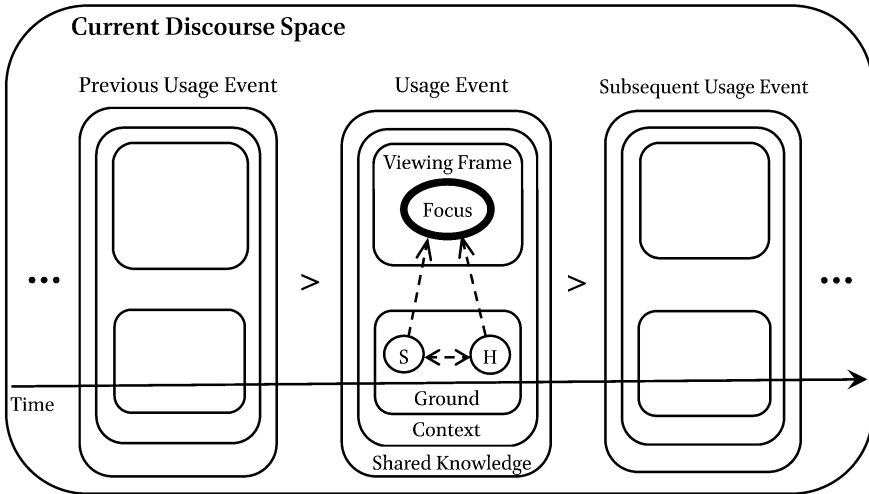 Current Discourse Space
Previous Usage Event
Usage Event
Subsequent Usage Event
Viewing Frame
Focus
...
>
>
...
S
H
Time
Ground
Context
Shared Knowledge